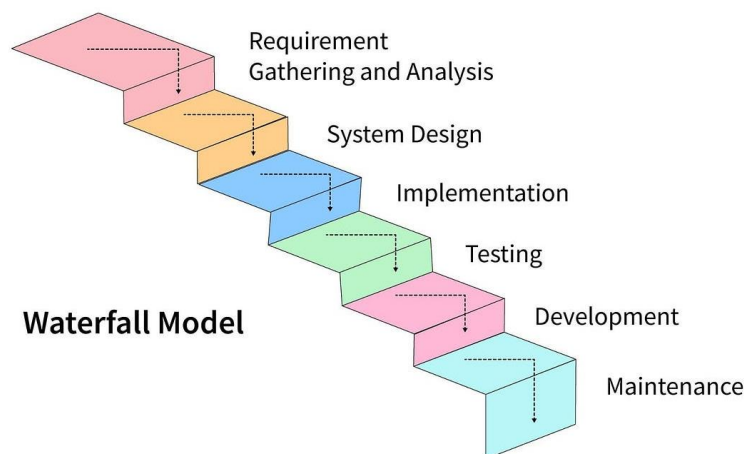 Requirement
Gathering and Analysis
System Design
Implementation
Testing
Waterfall Model
Development
Maintenance